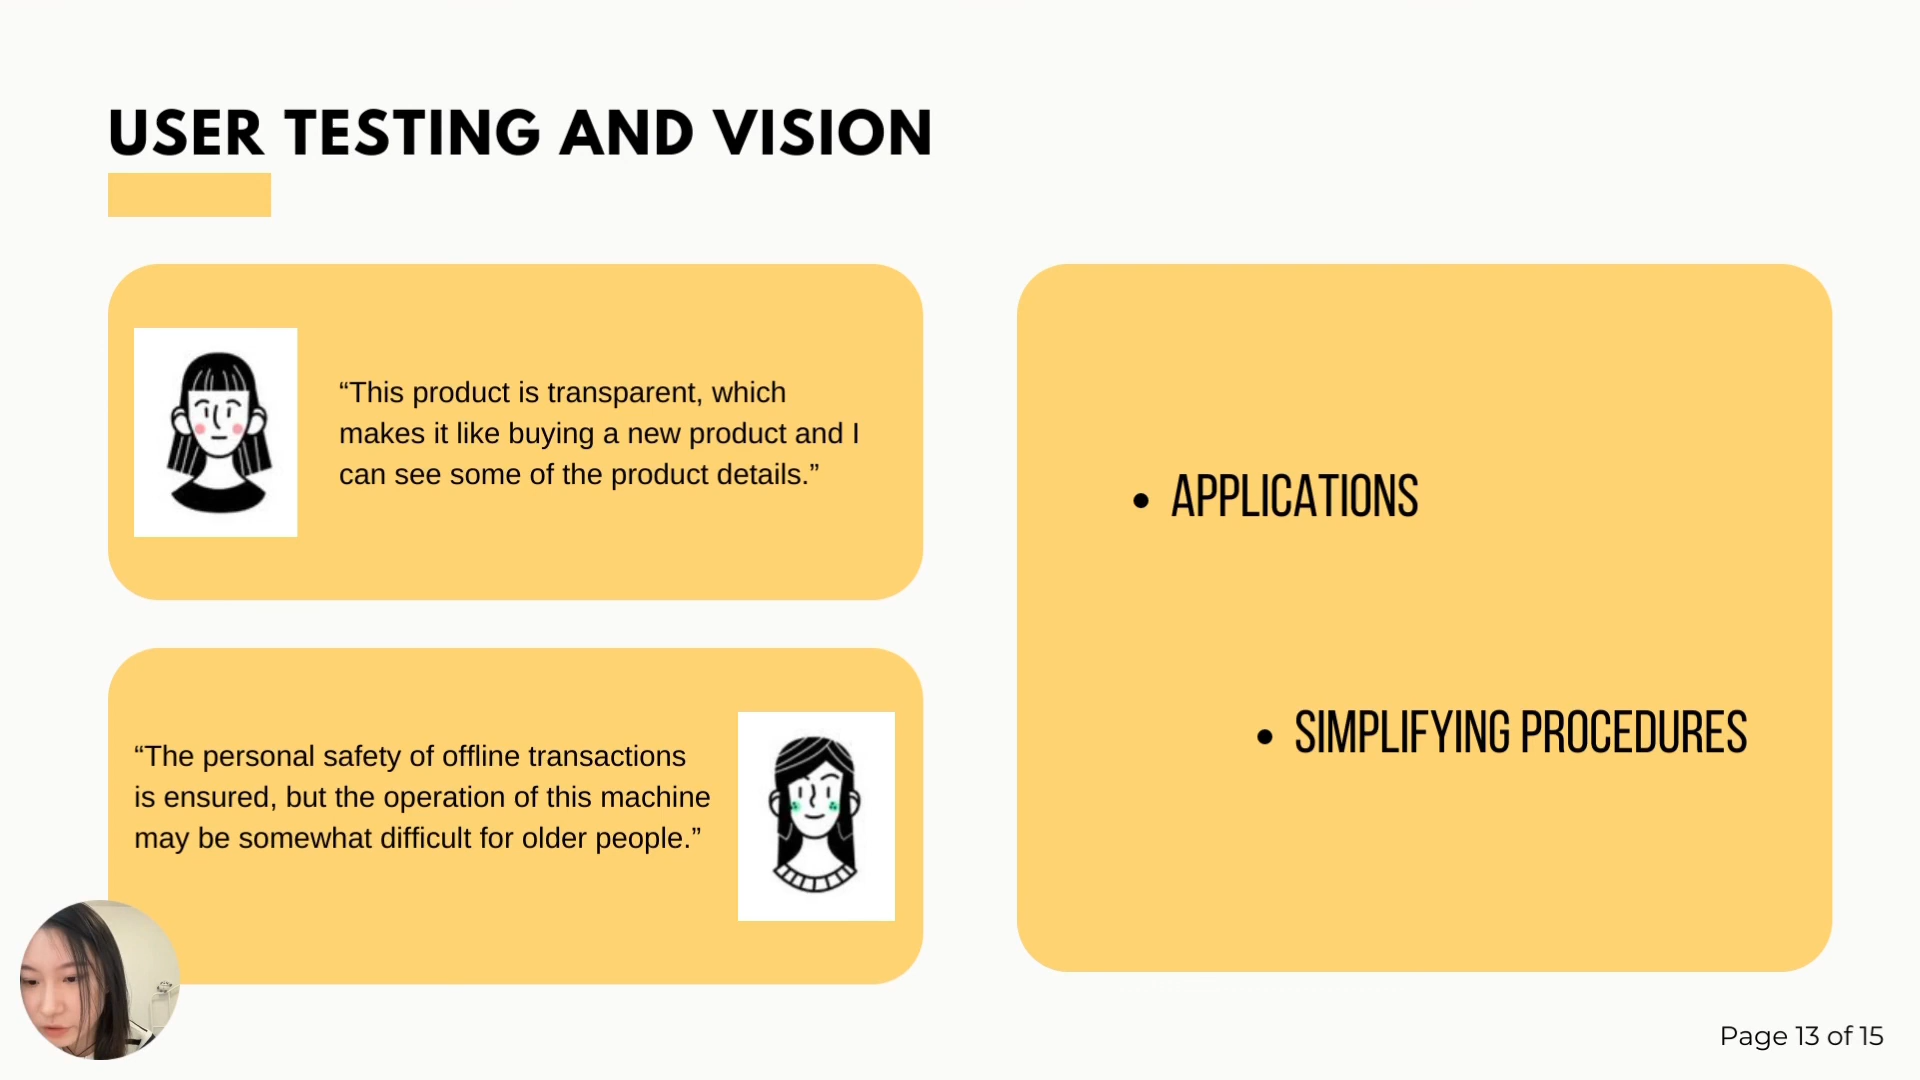 USER TESTING AND VISION
“This product is transparent, which
makes it like buying a new product and I
can see some of the product details.”
“The personal safety of offline transactions
is ensured, but the operation of this machine
may be somewhat difficult for older people.”
• APPLICATIONS
• SIMPLIFYING PROCEDURES
Page 13 of 15